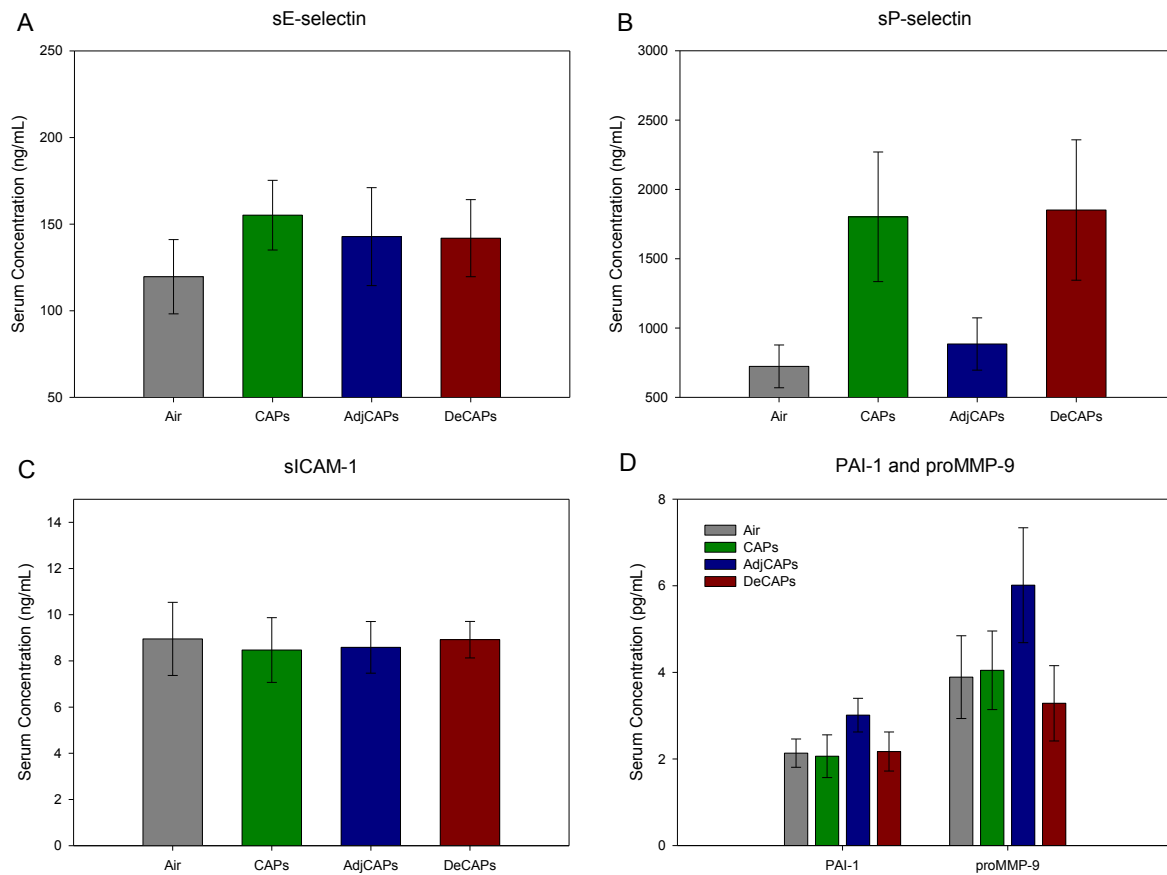 A
sE-selectin
Serum Concentration (ng/mL)
250
200
150
100
50
Air
CAPs
AdjCAPs
DeCAPs
B
sP-selectin
Serum Concentration (ng/mL)
3000
2500
2000
1500
1000
500
Air
CAPs
AdjCAPs
DeCAPs
C
sICAM-1
Serum Concentration (ng/mL)
14
12
10
8
6
4
2
0
Air
CAPs
AdjCAPs
DeCAPs
D
PAI-1 and proMMP-9
Serum Concentration (pg/mL)
8
6
4
2
0
Air
CAPs
AdjCAPs
DeCAPs
PAI-1
proMMP-9